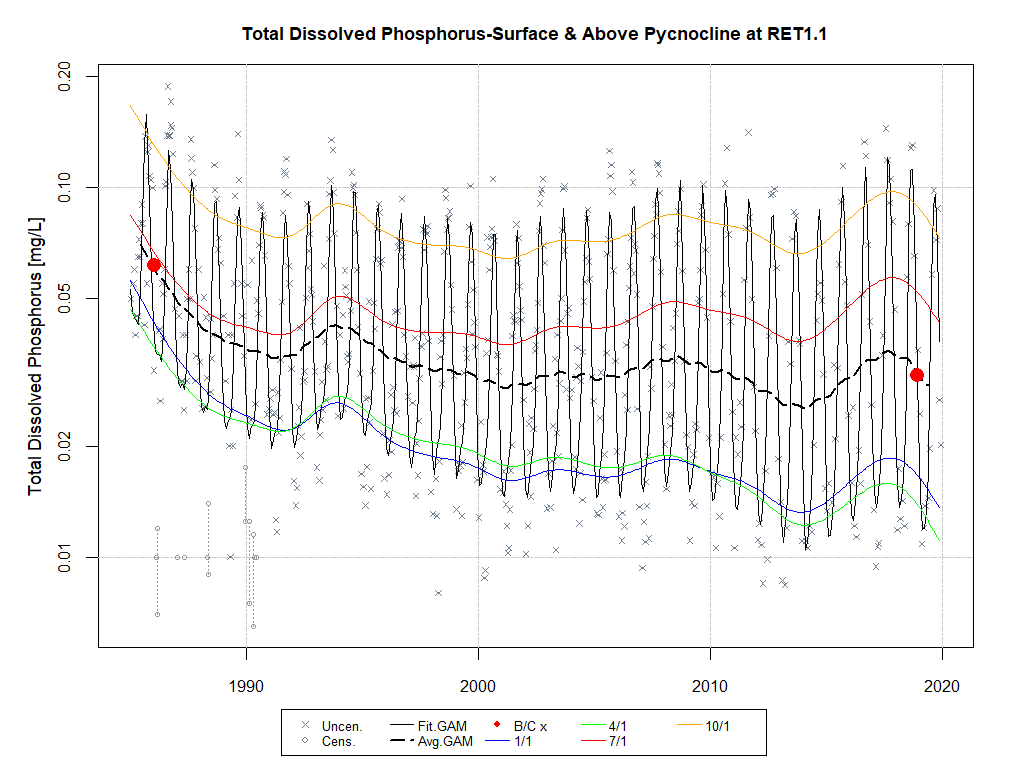 Total Dissolved Phosphorus-Surface & Above Pycnocline at RET1.1
Total Dissolved Phosphorus [mg/L]
0.20
0.10
0.05
0.02
0.01
1990 2000 2010 2020
Uncen. Fit.GAM B/C x 4/1 10/1
Cens. Avg.GAM 1/1 7/1